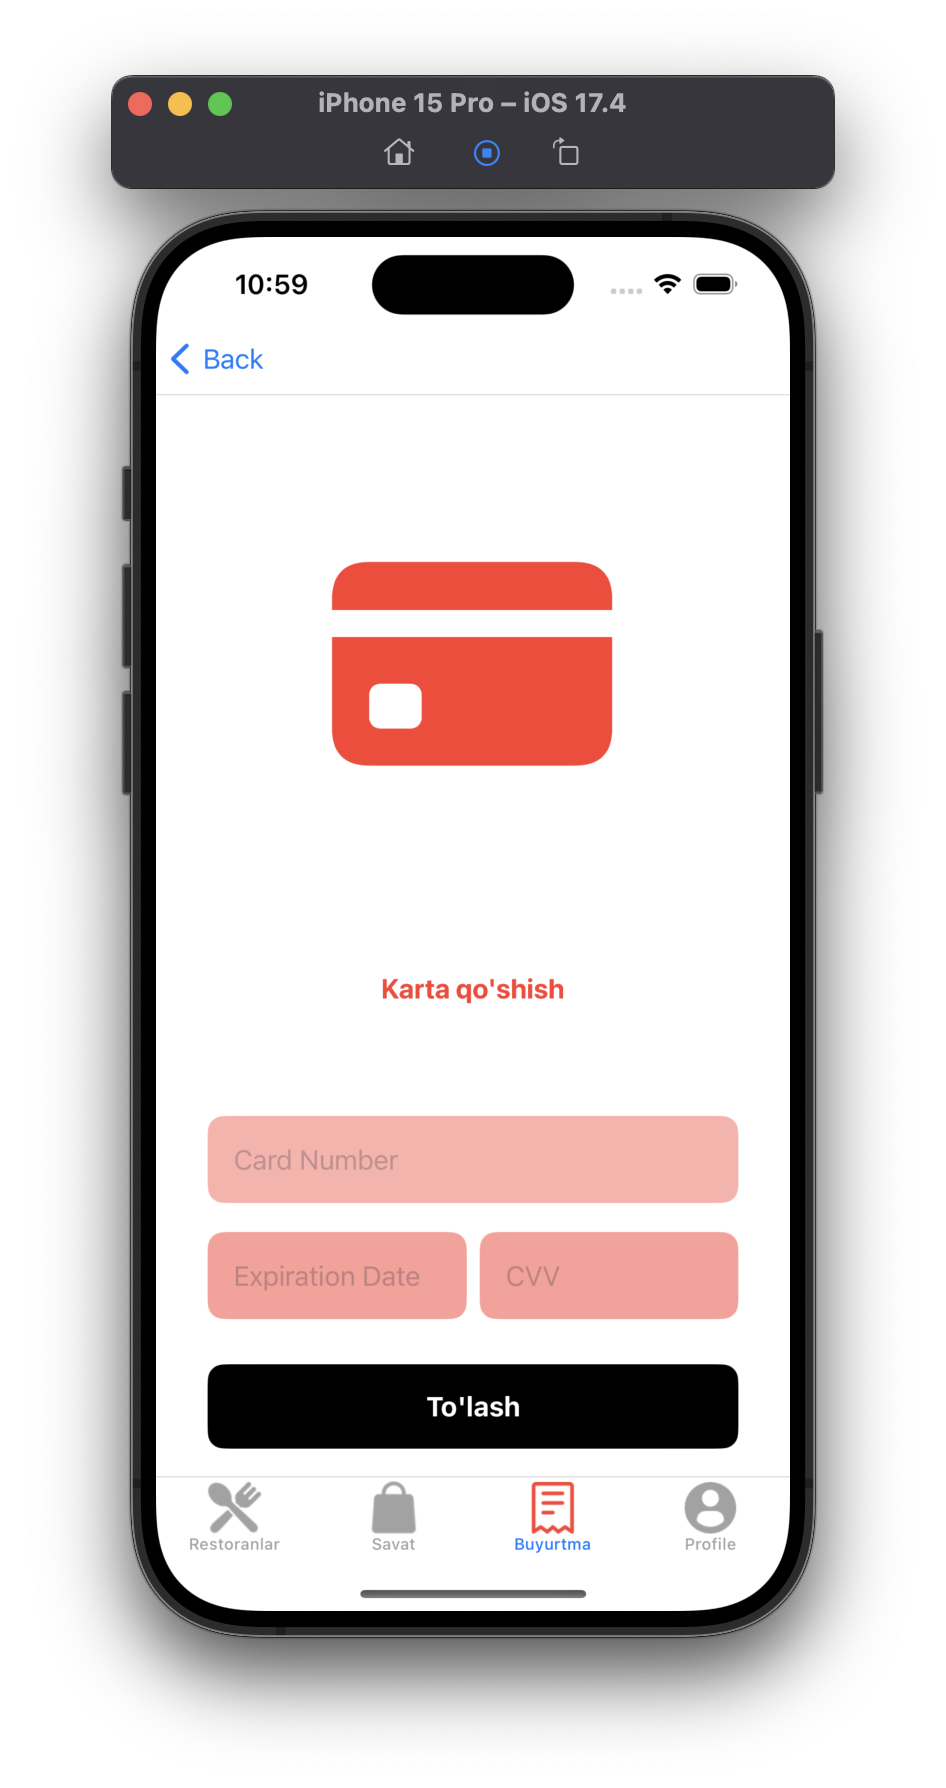 iPhone 15 Pro – iOS 17.4
10:59
Back
Karta qo'shish
Card Number
Expiration Date CVV
To'lash
Restoranlar Savat Buyurtma Profile